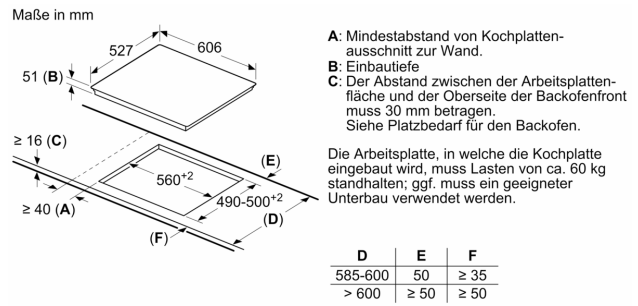 Maße in mm
527
606
51 (B)
≥ 16 (C)
(E)
560+2
490-500+2
(D)
≥ 40 (A)
(F)
A: Mindestabstand von Kochplatten-
ausschnitt zur Wand.
B: Einbautiefe
C: Der Abstand zwischen der Arbeitsplatten-
fläche und der Oberseite der Backofenfront
muss 30 mm betragen.
Siehe Platzbedarf für den Backofen.
Die Arbeitsplatte, in welche die Kochplatte
eingebaut wird, muss Lasten von ca. 60 kg
standhalten; ggf. muss ein geeigneter
Unterbau verwendet werden.
D E F
585-600 50 ≥ 35
> 600 ≥ 50 ≥ 50